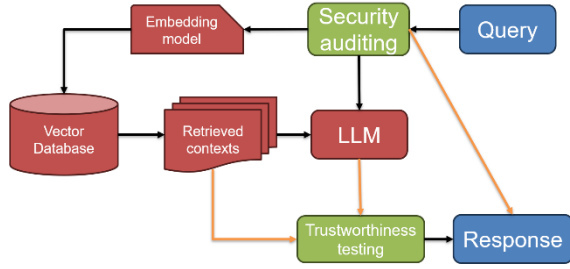 Embedding
model
Security
auditing
Query
Vector
Database
Retrieved
contexts
LLM
Trustworthiness
testing
Response